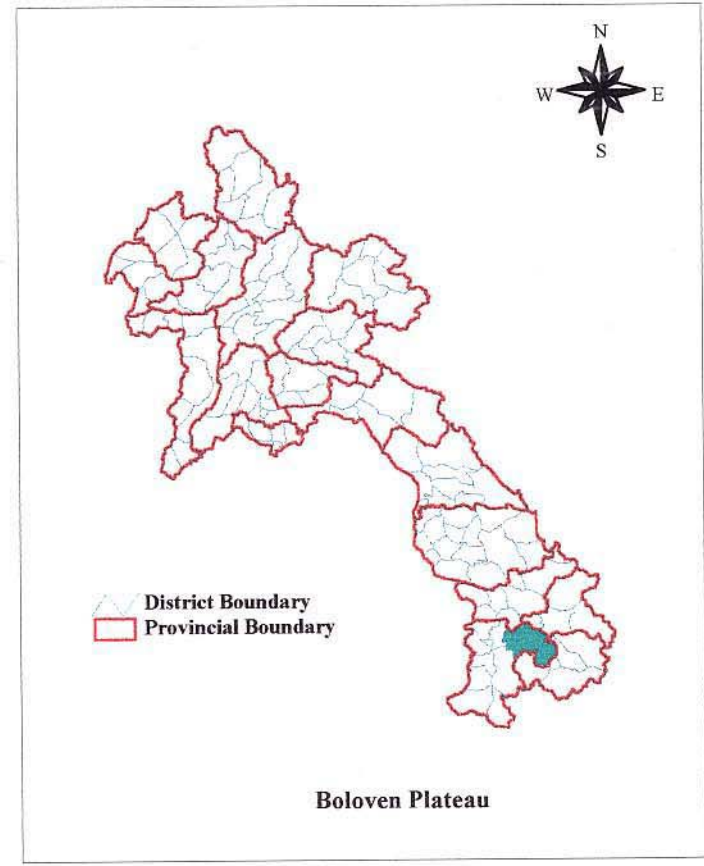 N
W E
S
District Boundary
Provincial Boundary
Boloven Plateau